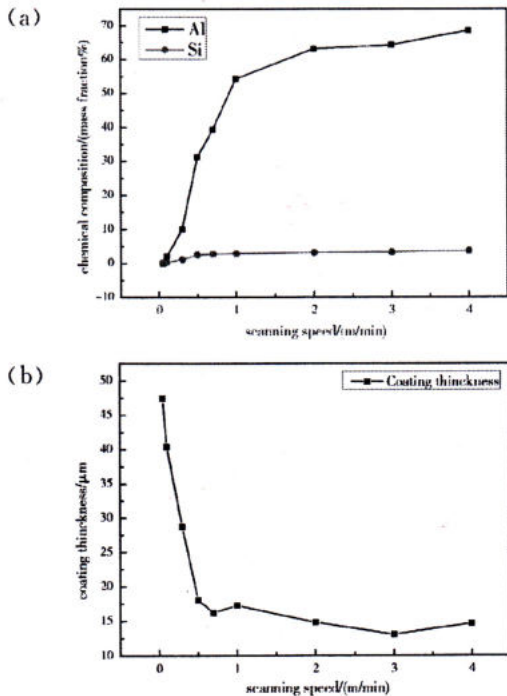 (a)
70
60
50
40
30
20
10
0
-10
Al
Si
chemical composition/(mass fraction%)
0 1 2 3 4
scanning speed/(m/min)
(b)
50
45
40
35
30
25
20
15
10
Coating thinckness
coating thinckness/μm
0 1 2 3 4
scanning speed/(m/min)